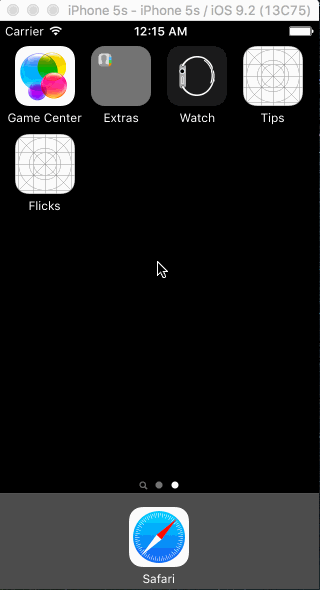 iPhone 5s - iPhone 5s / iOS 9.2 (13C75)
Carrier 12:15 AM
Game Center Extras Watch Tips
Flicks
Safari